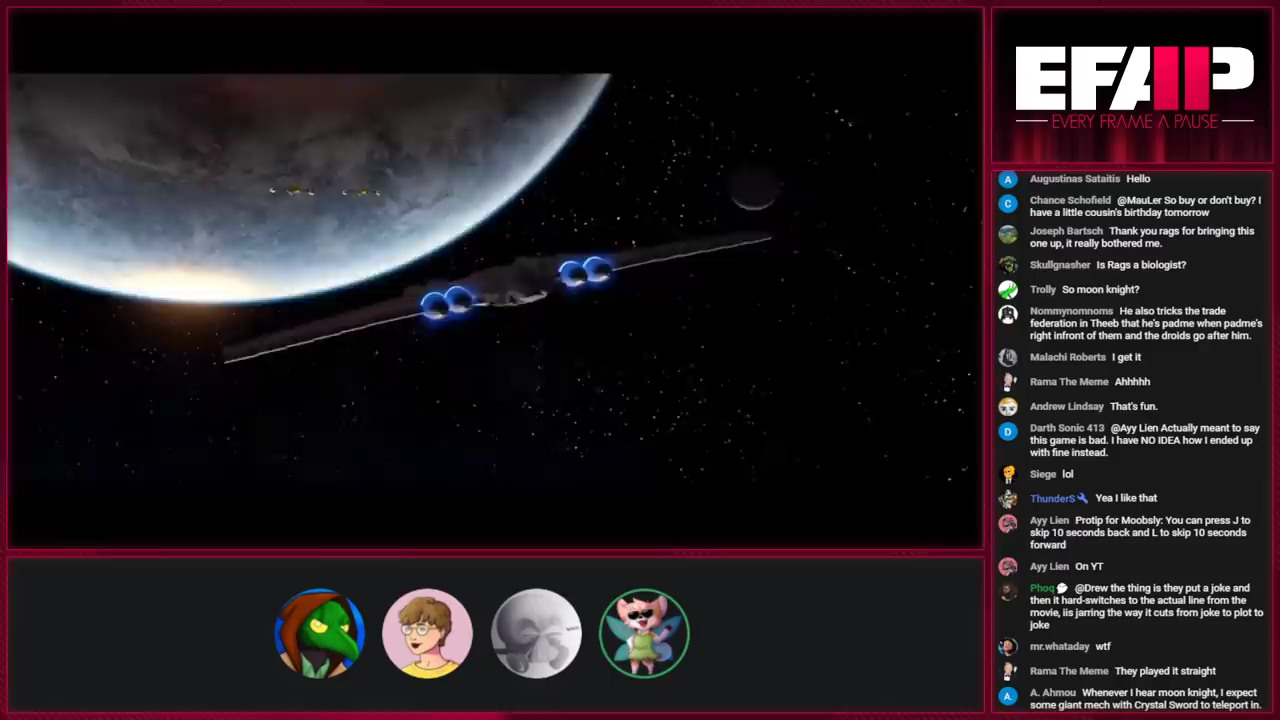 EFAP
EVERY FRAME A PAUSE
A Augustinas Sataitis Hello
C Chance Schofield @MauLer So buy or don't buy? I
have a little cousin's birthday tomorrow
Joseph Bartsch Thank you rags for bringing this
one up, it really bothered me.
Skullgnasher Is Rags a biologist?
Trolly So moon knight?
Nommynomnoms He also tricks the trade
federation in Theeb that he's padme when padme's
right infront of them and the droids go after him.
Malachi Roberts I get it
Rama The Meme Ahhhhh
Andrew Lindsay That's fun.
D Darth Sonic 413 @Ayy Lien Actually meant to say
this game is bad. I have NO IDEA how I ended up
with fine instead.
Siege lol
ThunderS Yea I like that
Ayy Lien Protip for Moobsly: You can press J to
skip 10 seconds back and L to skip 10 seconds
forward
Ayy Lien On YT
Phoq @Drew the thing is they put a joke and
then it hard-switches to the actual line from the
movie, iis jarring the way it cuts from joke to plot to
joke
mr.whataday wtf
Rama The Meme They played it straight
A. A. Ahmou Whenever I hear moon knight, I expect
some giant mech with Crystal Sword to teleport in.